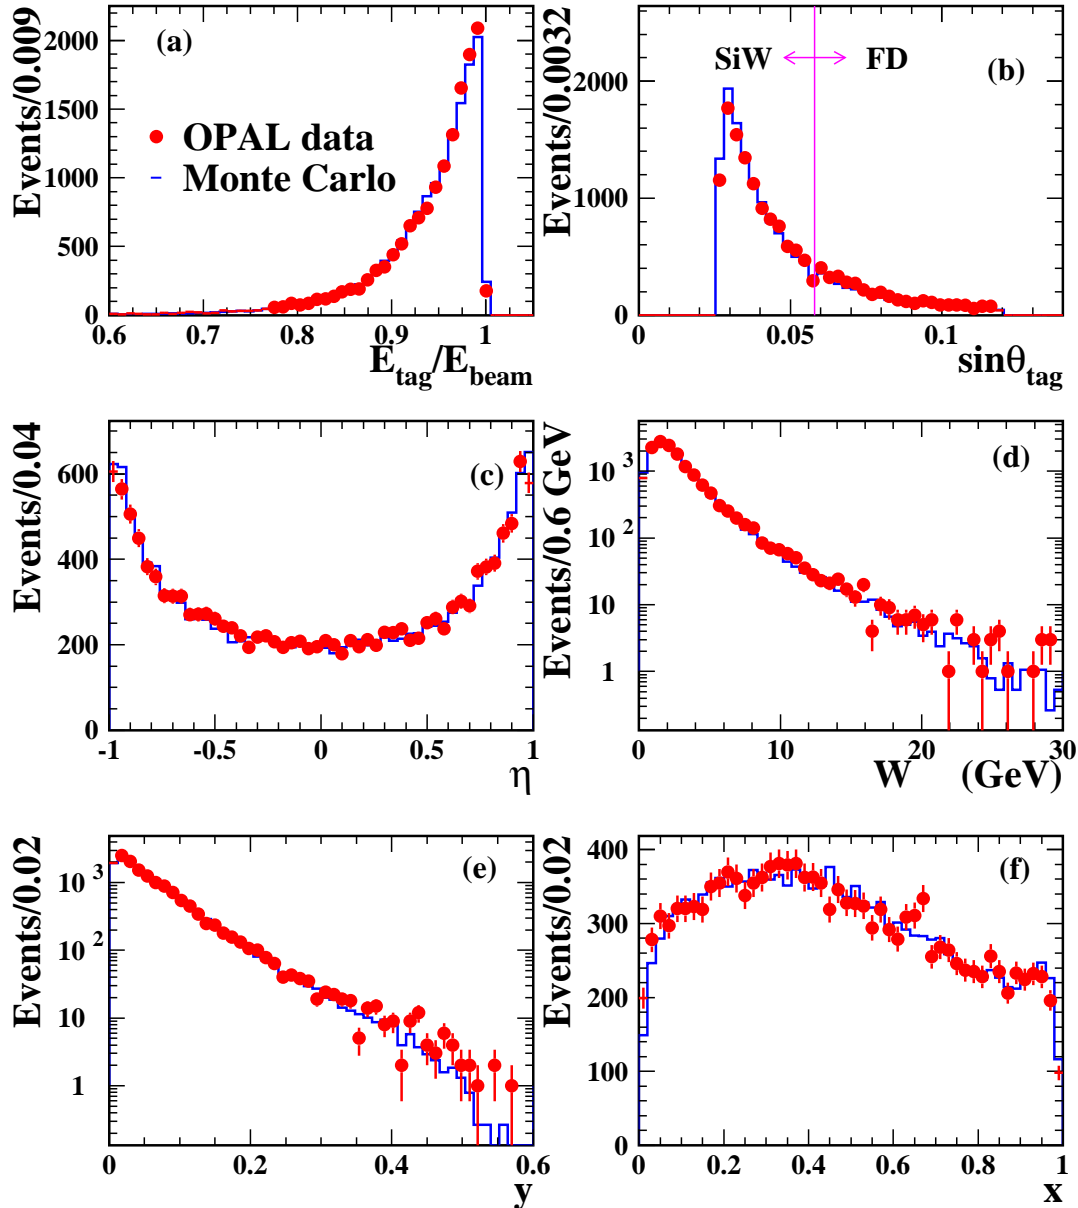 Events/0.009
2000
1500
1000
500
0
(a)
OPAL data
Monte Carlo
0.6 0.7 0.8 0.9 1
E_tag/E_beam
Events/0.0032
2000
1000
0
SiW FD
(b)
0 0.05 0.1
sinθ_tag
Events/0.04
600
400
200
0
(c)
-1 -0.5 0 0.5 1
η
Events/0.6 GeV
10^3
10^2
10
1
(d)
0 10 20 30
W (GeV)
Events/0.02
10^3
10^2
10
1
(e)
0 0.2 0.4 0.6
y
Events/0.02
400
300
200
100
0
(f)
0 0.2 0.4 0.6 0.8 1
x